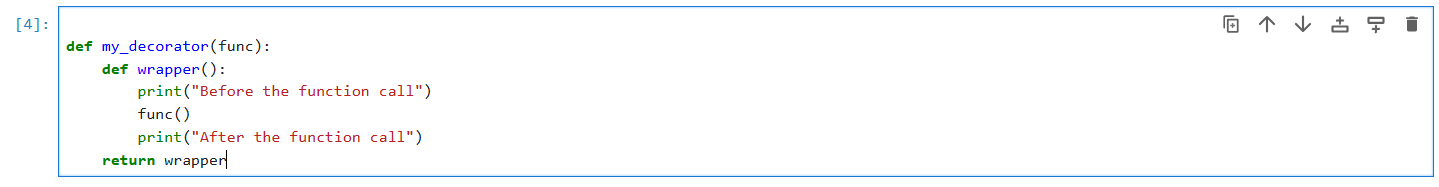 [4]:
def my_decorator(func):
    def wrapper():
        print("Before the function call")
        func()
        print("After the function call")
    return wrapper